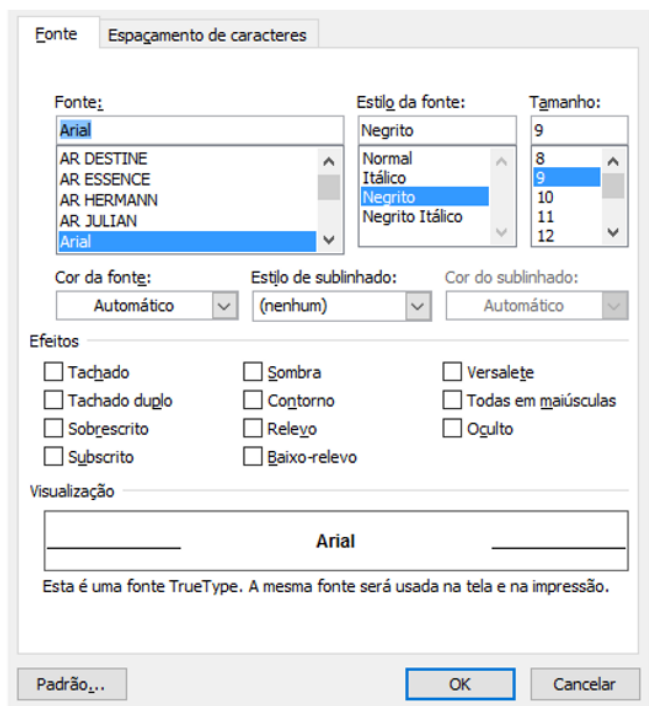 Fonte Espaçamento de caracteres
Fonte: Estilo da fonte: Tamanho:
Arial Negrito 9
AR DESTINE Normal 8
AR ESSENCE Itálico 9
AR HERMANN Negrito 10
AR JULIAN Negrito Itálico 11
Arial 12
Cor da fonte: Estilo de sublinhado: Cor do sublinhado:
Automático (nenhum) Automático
Efeitos
Tachado Sombra Versalete
Tachado duplo Contorno Todas em maiúsculas
Sobrescrito Relevo Oculto
Subscrito Baixo-relevo
Visualização
Arial
Esta é uma fonte TrueType. A mesma fonte será usada na tela e na impressão.
Padrão... OK Cancelar